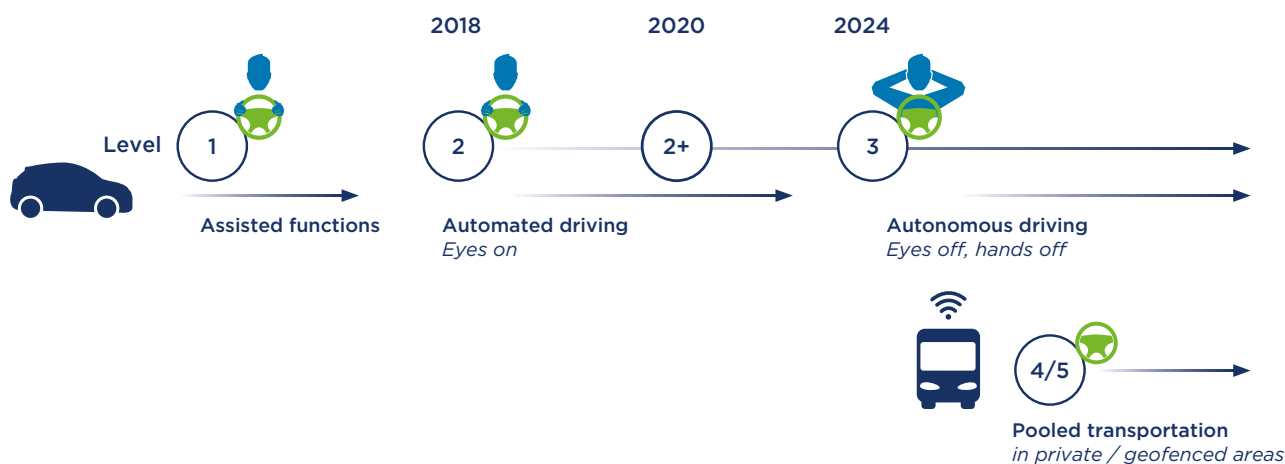 2018
2020
2024
Level
1
2
2+
3
Assisted functions
Automated driving
Eyes on
Autonomous driving
Eyes off, hands off
4/5
Pooled transportation
in private / geofenced areas